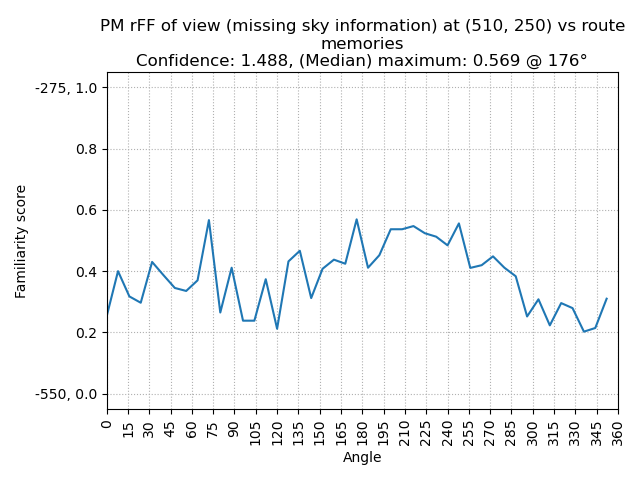 PM rFF of view (missing sky information) at (510, 250) vs route
memories
Confidence: 1.488, (Median) maximum: 0.569 @ 176°
-275, 1.0
0.8
0.6
0.4
0.2
-550, 0.0
Familiarity score
0 15 30 45 60 75 90 105 120 135 150 165 180 195 210 225 240 255 270 285 300 315 330 345 360
Angle